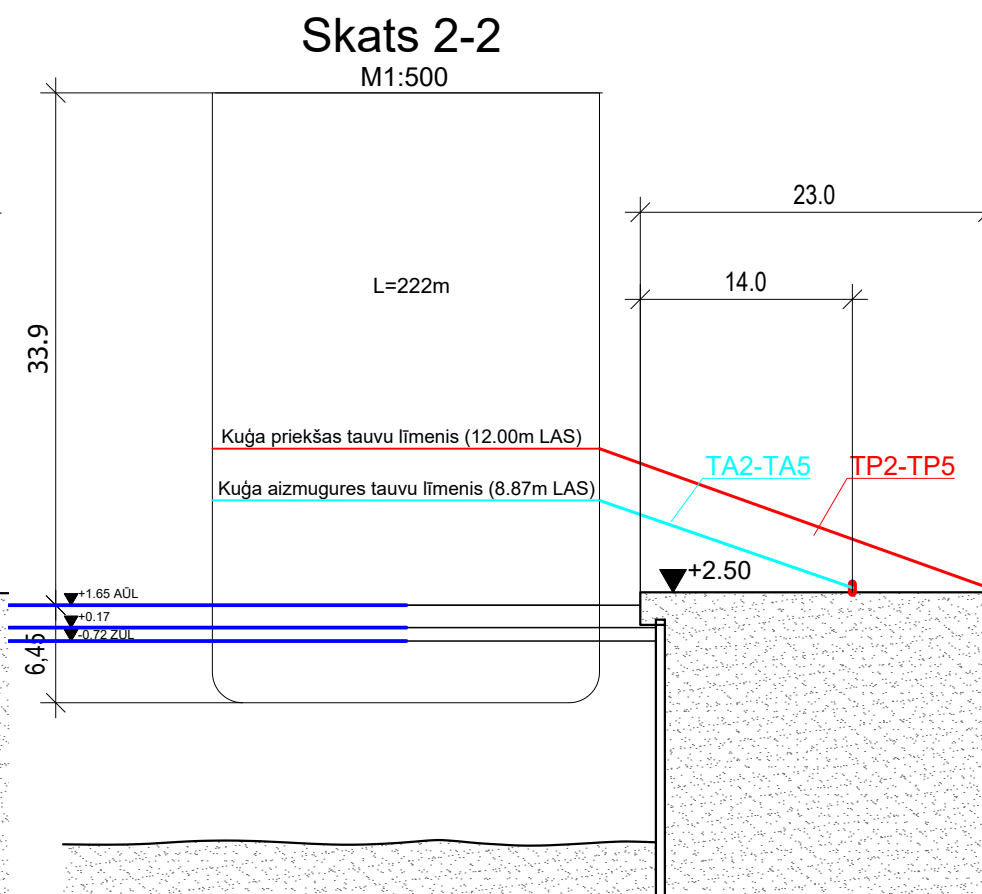 Skats 2-2
M1:500
23.0
14.0
L=222m
33.9
Kuģa priekšas tauvu līmenis (12.00m LAS)
TA2-TA5
TP2-TP5
Kuģa aizmugures tauvu līmenis (8.87m LAS)
+2.50
+1.65 AŪL
+0.17
-0.72 ZŪL
6,45